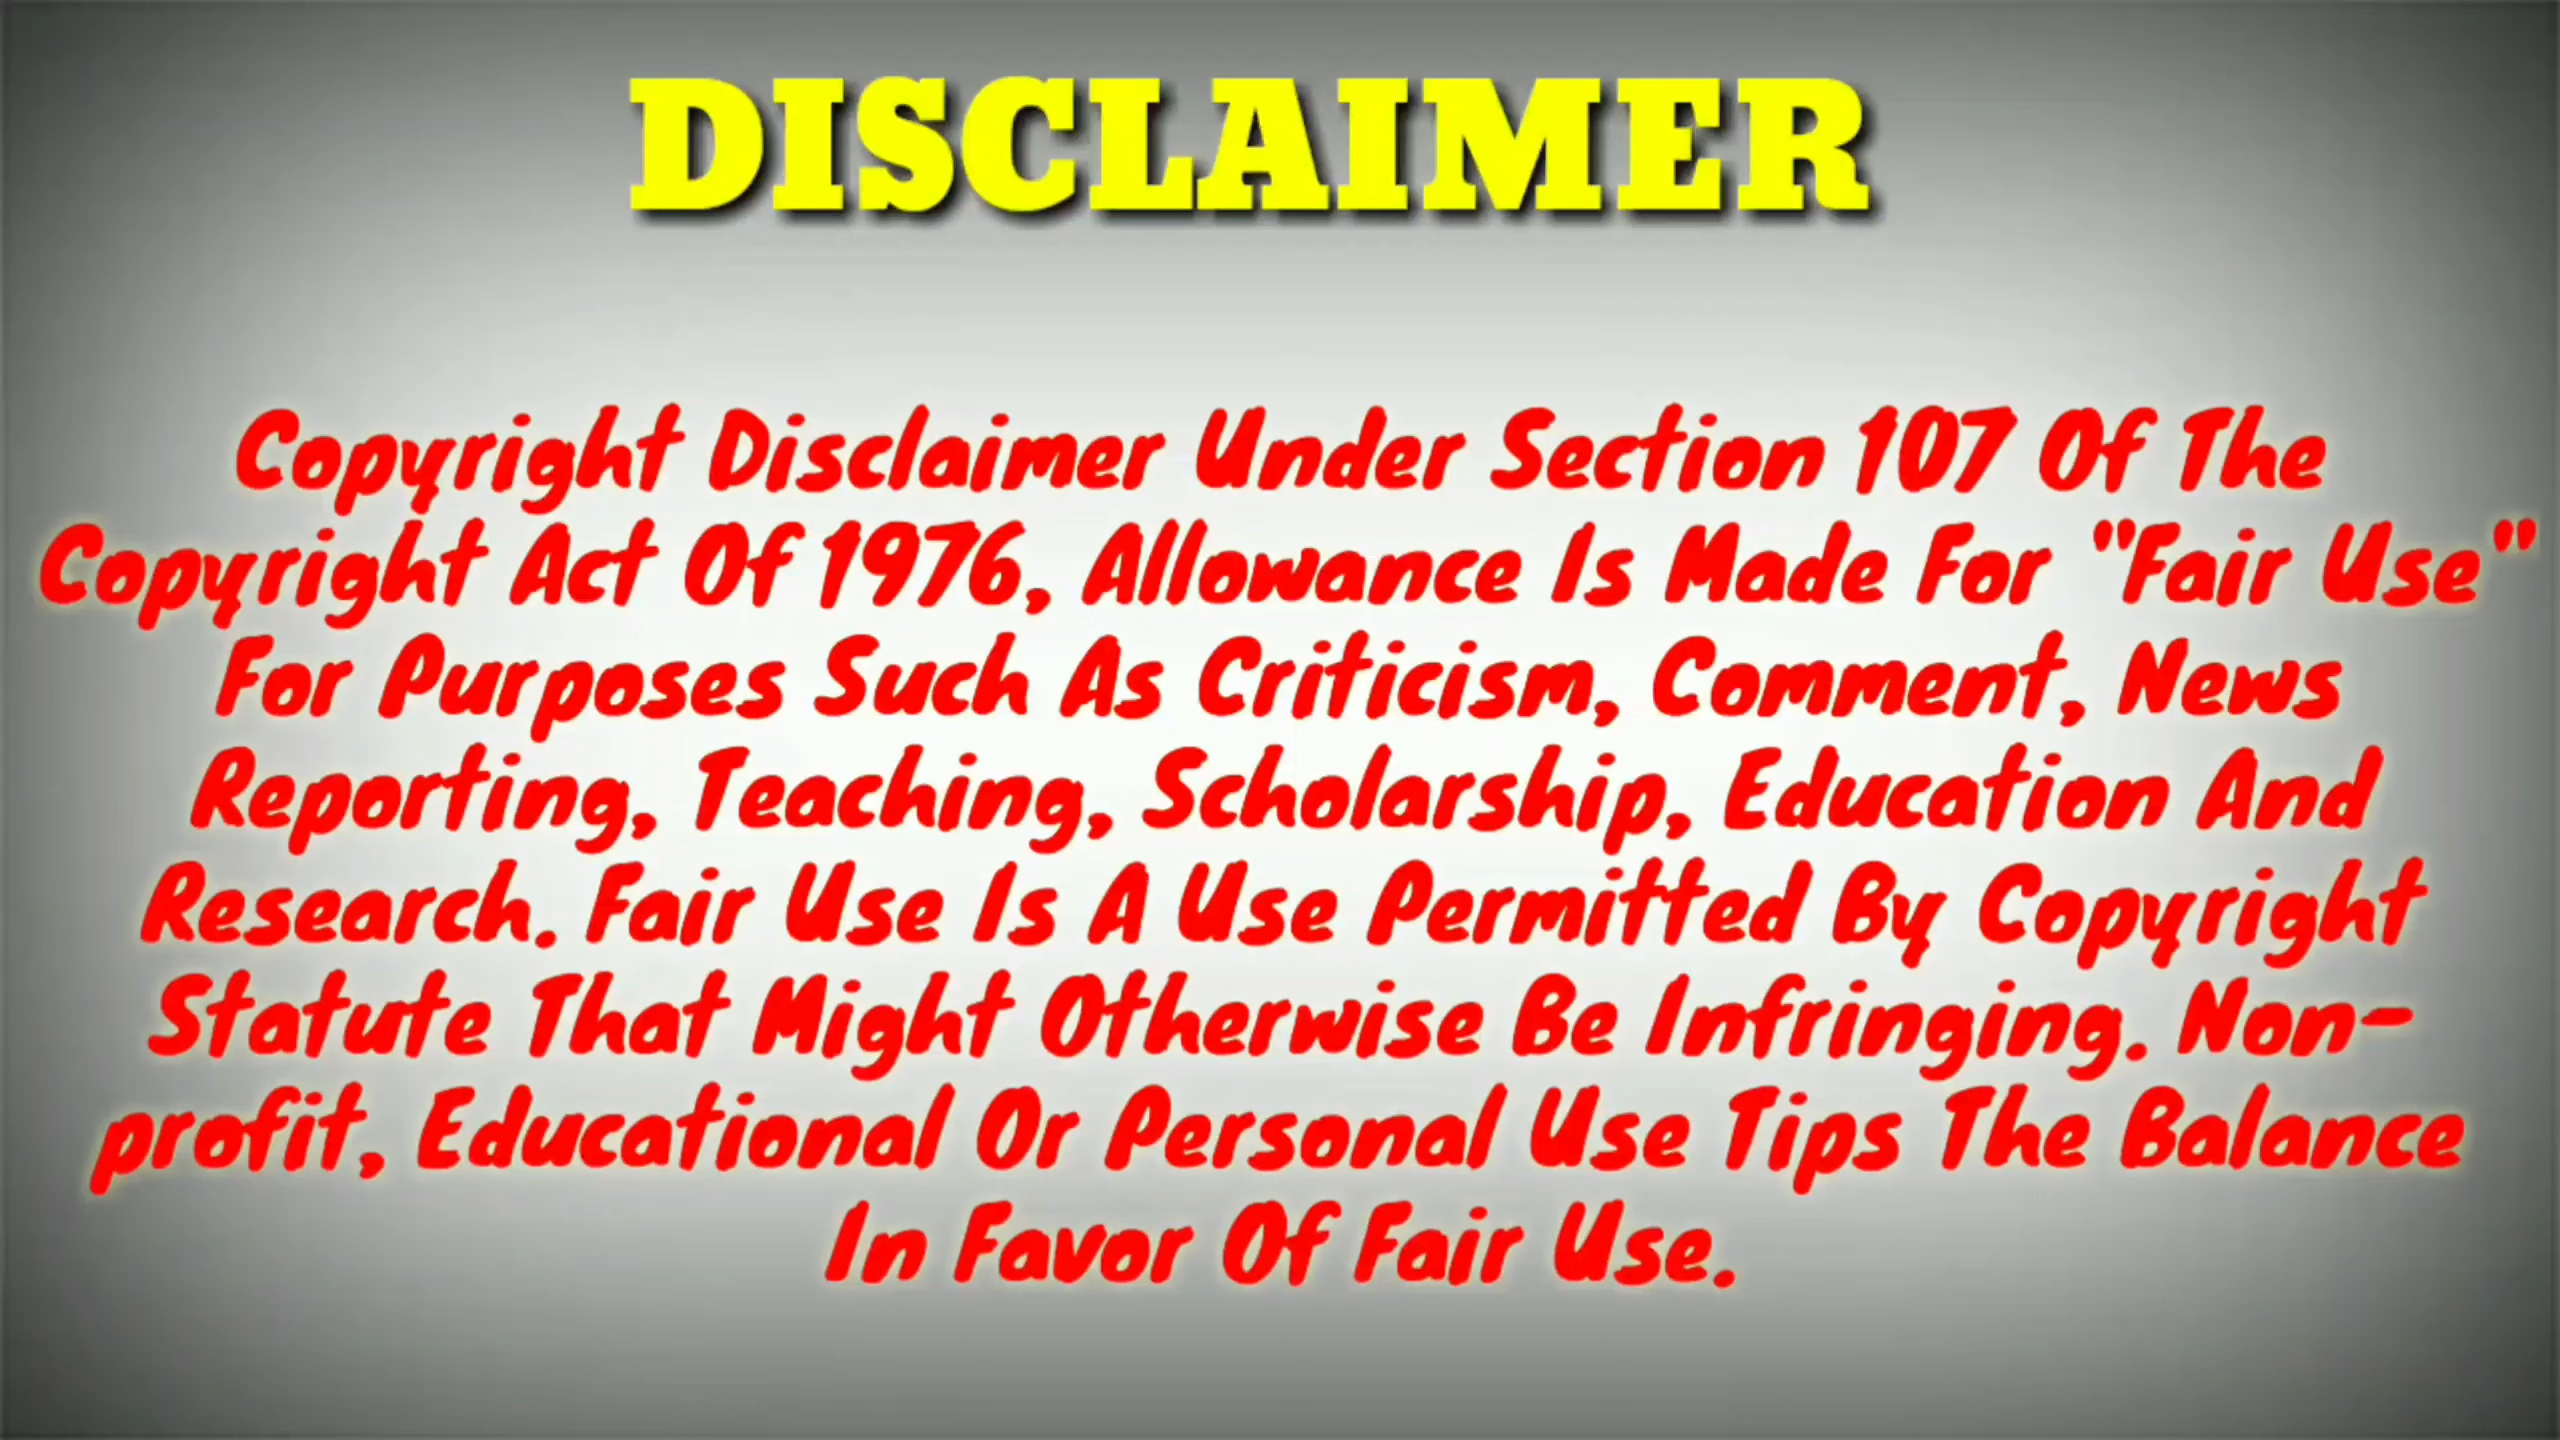 DISCLAIMER
Copyright Disclaimer Under Section 107 Of The
Copyright Act Of 1976, Allowance Is Made For "Fair Use"
For Purposes Such As Criticism, Comment, News
Reporting, Teaching, Scholarship, Education And
Research. Fair Use Is A Use Permitted By Copyright
Statute That Might Otherwise Be Infringing. Non-
profit, Educational Or Personal Use Tips The Balance
In Favor Of Fair Use.